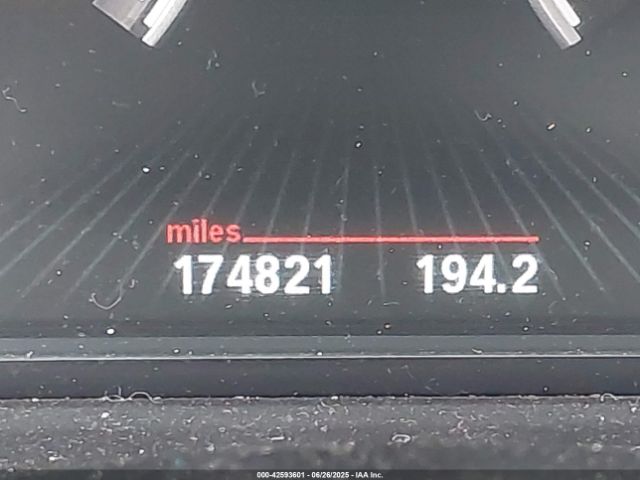 miles
174821 194.2
000-42593601 - 06/26/2025 - IAA Inc.